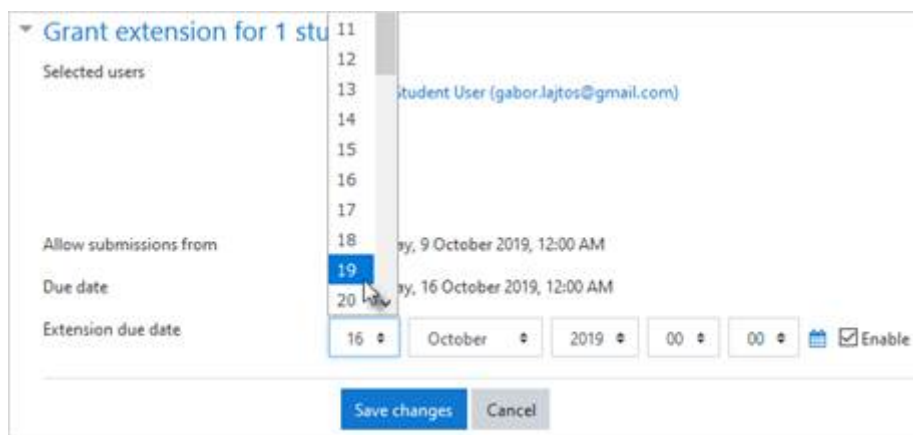 Grant extension for 1 stu
Selected users
Student User (gabor.lajtos@gmail.com)
11
12
13
14
15
16
17
18
19
20
Allow submissions from ay, 9 October 2019, 12:00 AM
Due date ay, 16 October 2019, 12:00 AM
Extension due date 16 October 2019 00 00 Enable
Save changes Cancel